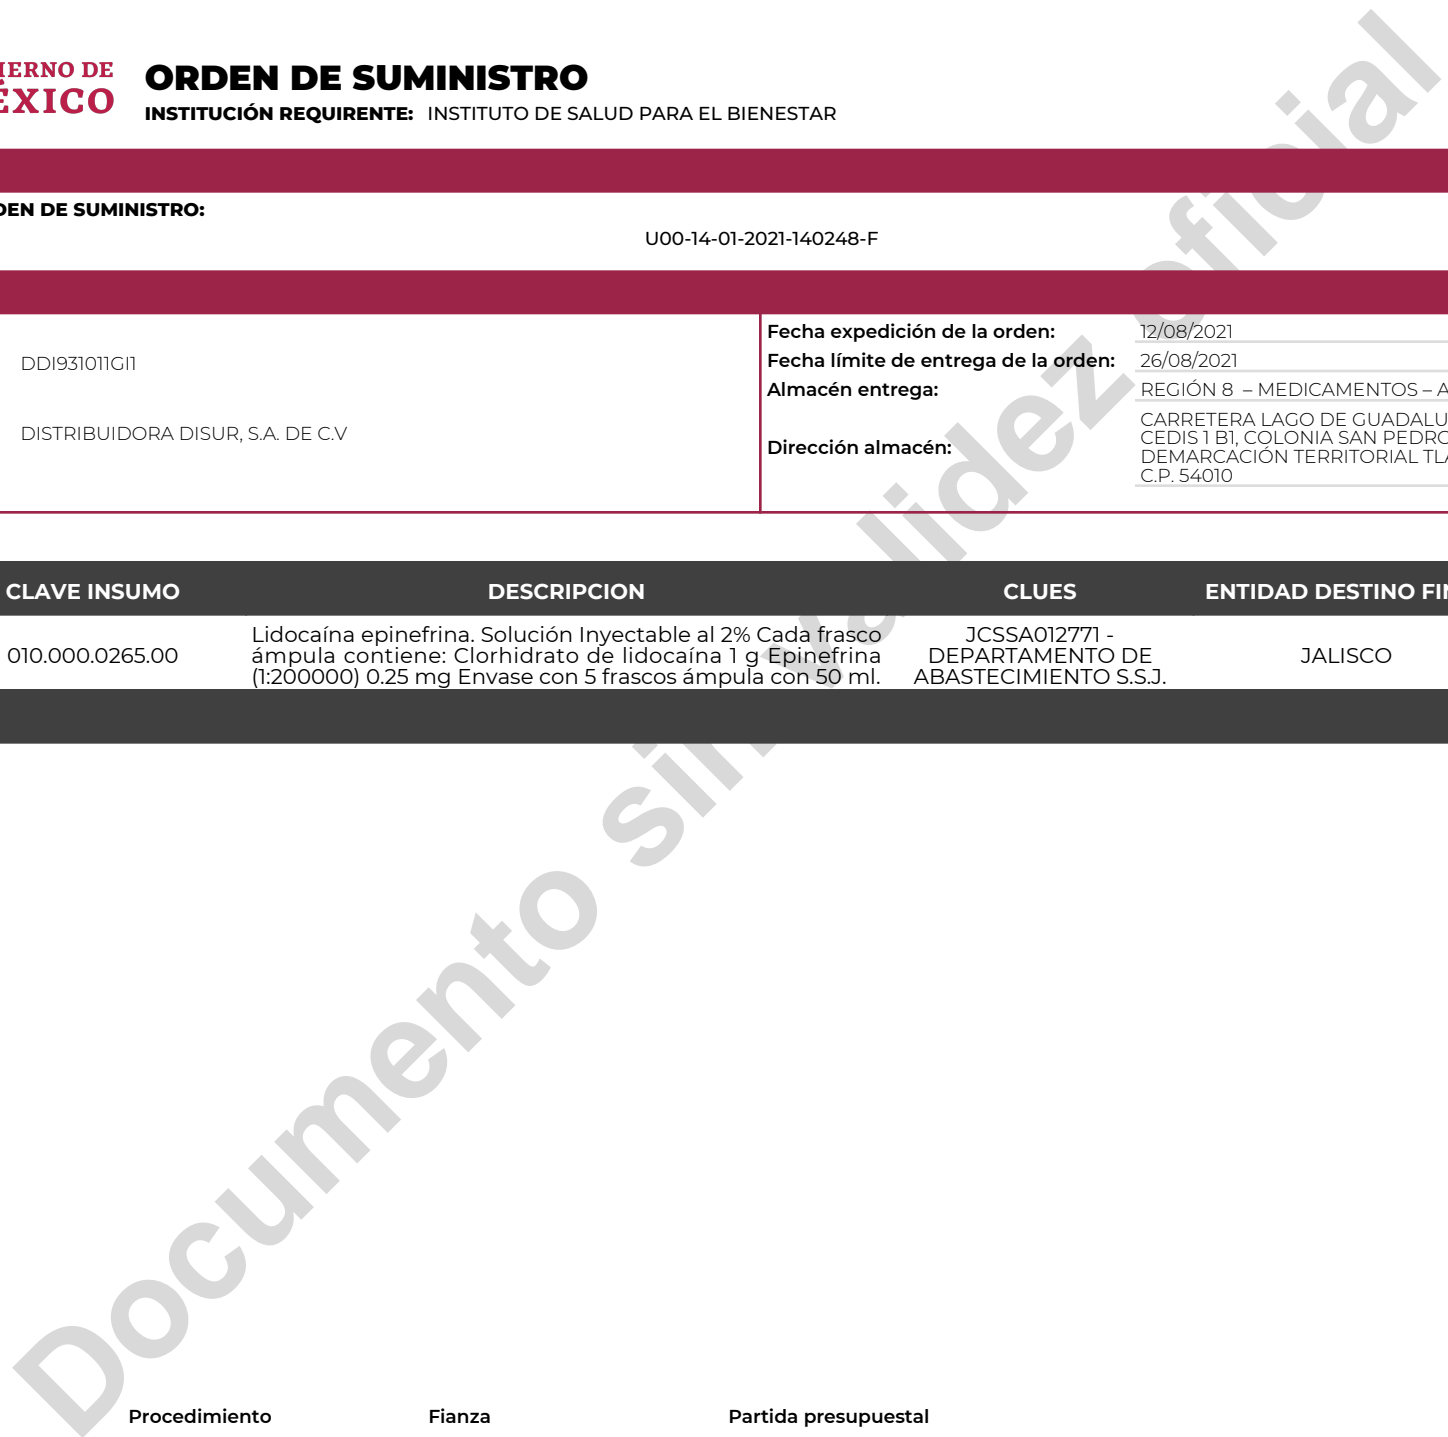 IERNO DE
ÉXICO
ORDEN DE SUMINISTRO
INSTITUCIÓN REQUIRENTE: INSTITUTO DE SALUD PARA EL BIENESTAR
DEN DE SUMINISTRO:
U00-14-01-2021-140248-F
DDI931011GI1
DISTRIBUIDORA DISUR, S.A. DE C.V
Fecha expedición de la orden: 12/08/2021
Fecha límite de entrega de la orden: 26/08/2021
Almacén entrega: REGIÓN 8 – MEDICAMENTOS – A
Dirección almacén:
CARRETERA LAGO DE GUADALU
CEDIS 1 B1, COLONIA SAN PEDRO
DEMARCACIÓN TERRITORIAL TLA
C.P. 54010
CLAVE INSUMO DESCRIPCION CLUES ENTIDAD DESTINO FIN
010.000.0265.00
Lidocaína epinefrina. Solución Inyectable al 2% Cada frasco
ámpula contiene: Clorhidrato de lidocaína 1 g Epinefrina
(1:200000) 0.25 mg Envase con 5 frascos ámpula con 50 ml.
JCSSA012771 -
DEPARTAMENTO DE
ABASTECIMIENTO S.S.J.
JALISCO
Documento sin validez oficial
Procedimiento Fianza Partida presupuestal